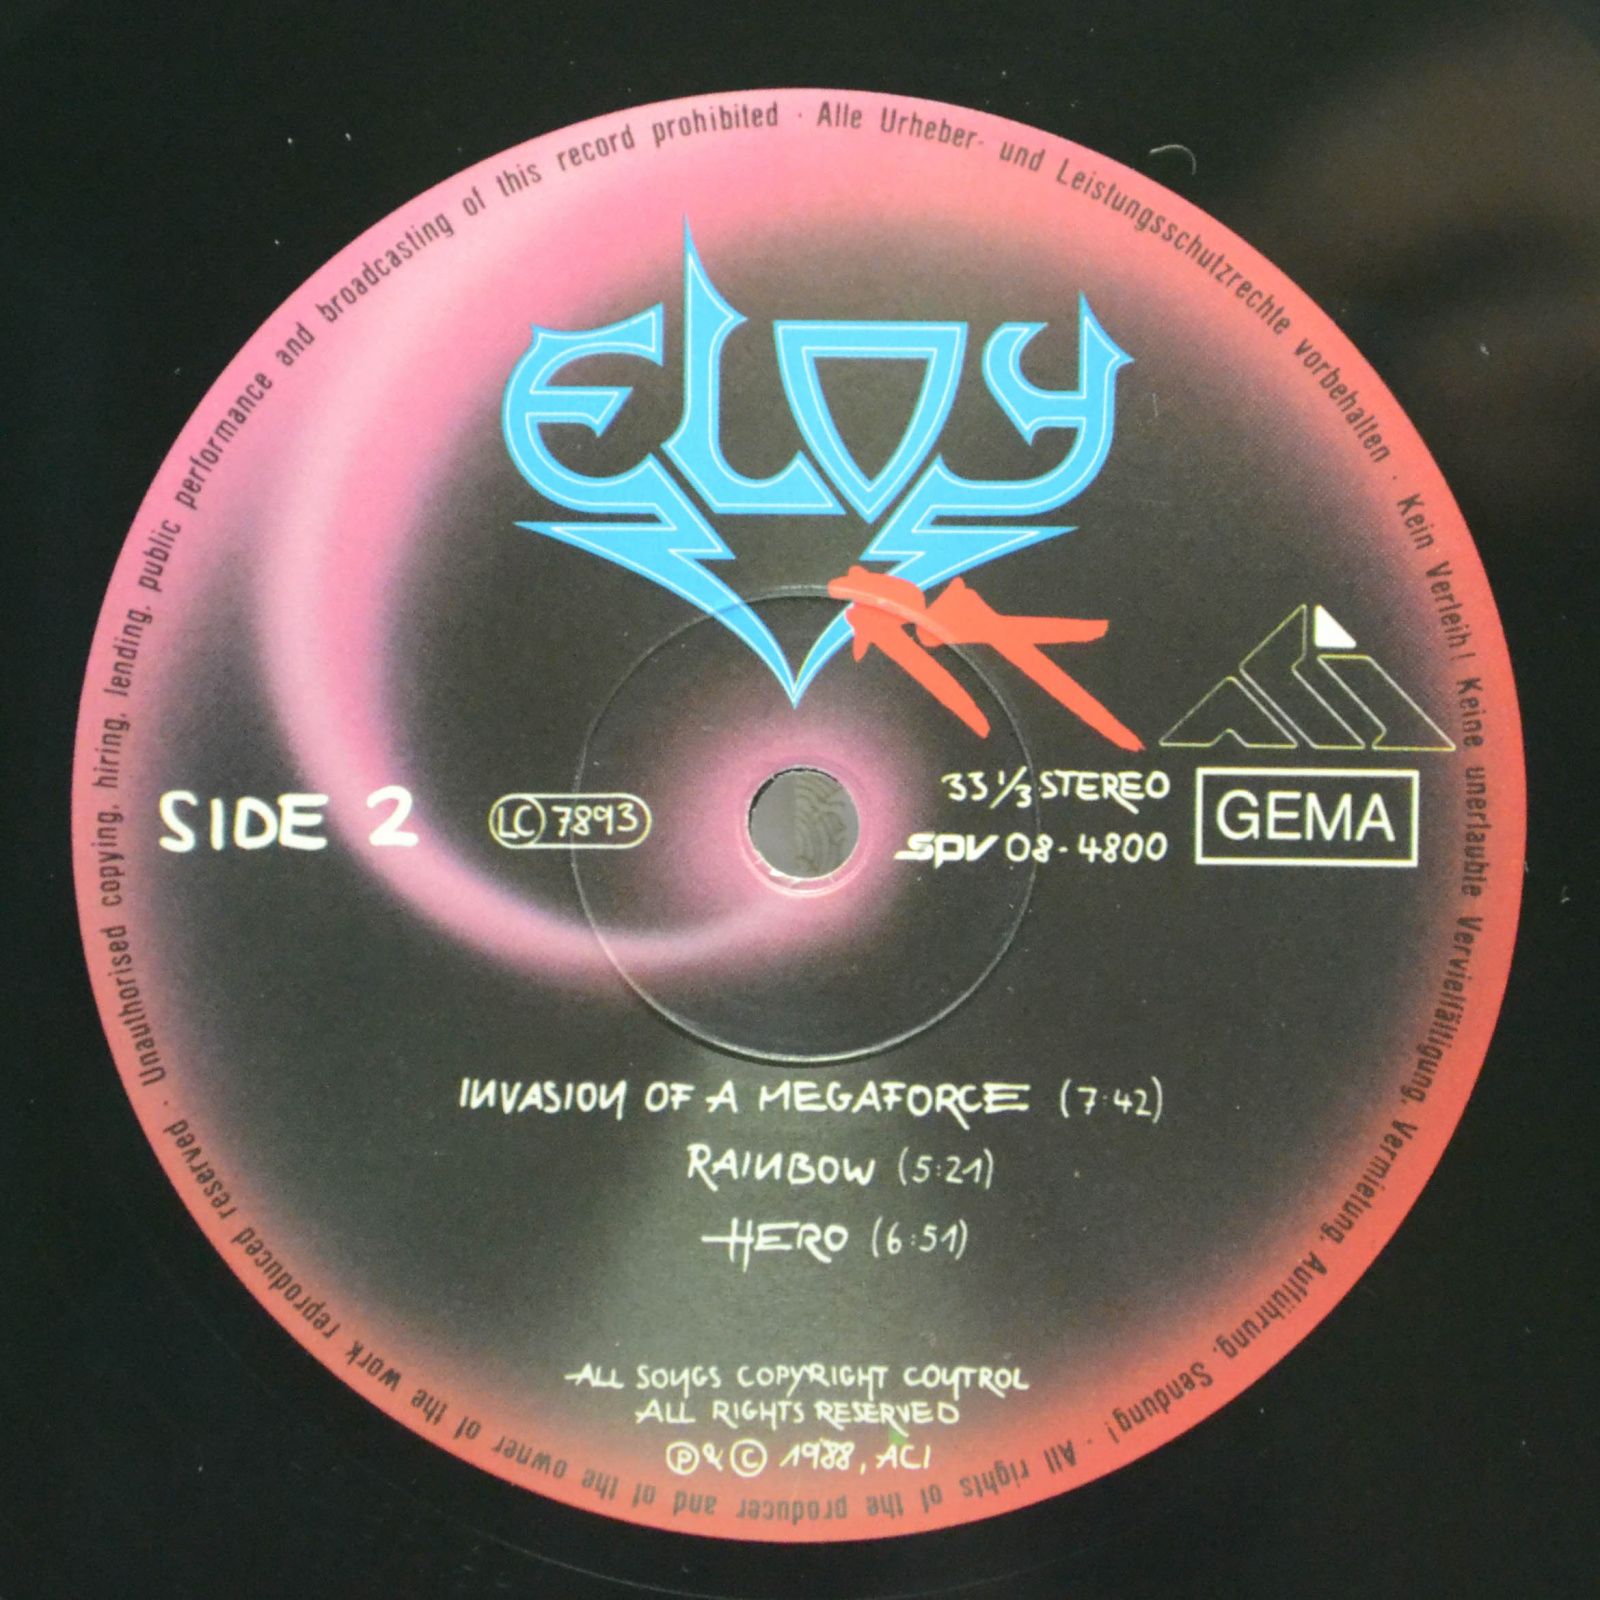 Alle Urheber- und Leistungsschutzrechte vorbehalten · Kein Verleih! Keine unerlaubte Vervielfältigung, Vermietung, Aufführung, Sendung! · All rights of the producer and of the owner of the work reproduced reserved · Unauthorised copying, hiring, lending, public performance and broadcasting of this record prohibited ·
ELOY
RA
SIDE 2
LC 7893
33 1/3 STEREO
SPV 08-4800
ACI
GEMA
INVASION OF A MEGAFORCE (7:42)
RAINBOW (5:21)
HERO (6:51)
ALL SONGS COPYRIGHT CONTROL
ALL RIGHTS RESERVED
Ⓟ & © 1988, ACI